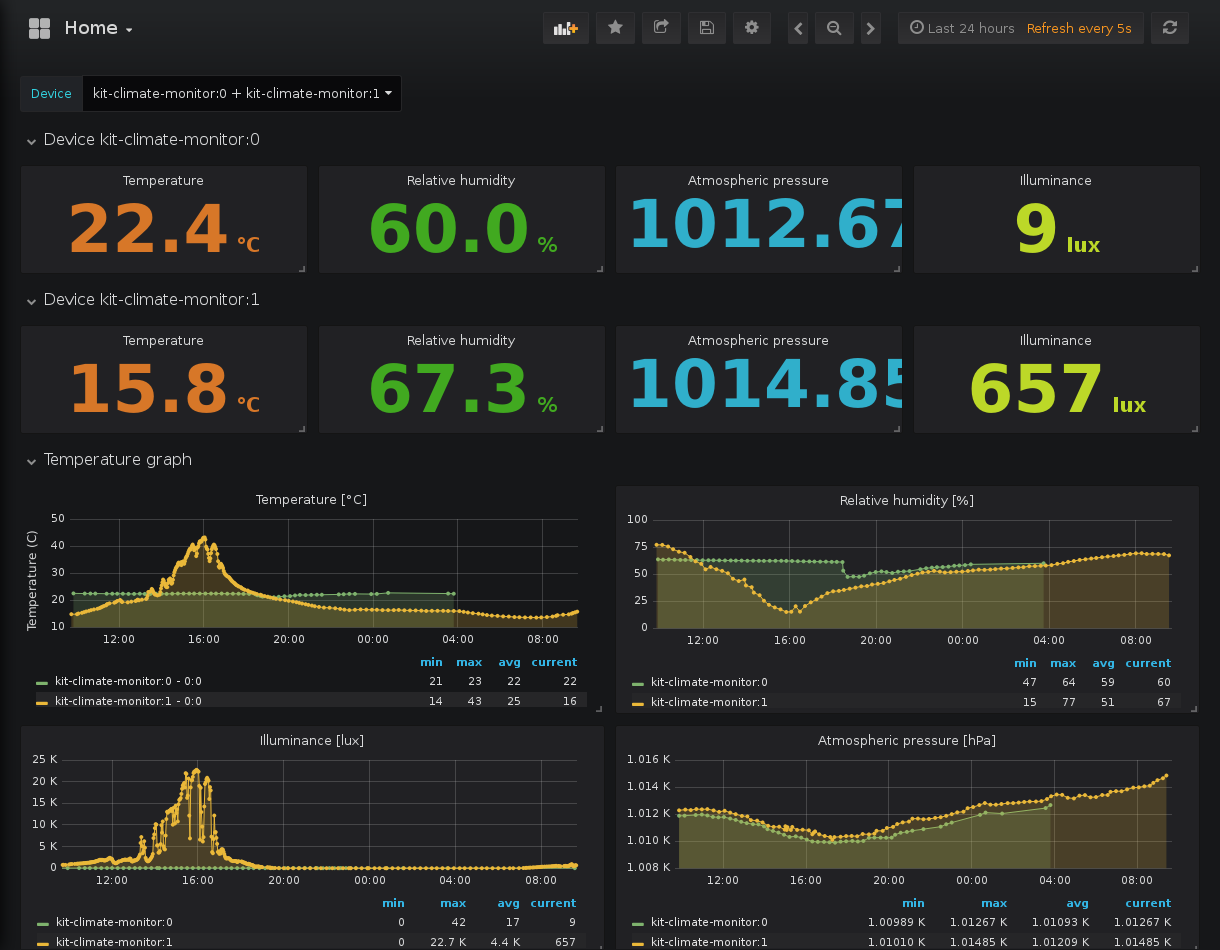 Home
Last 24 hours Refresh every 5s
Device kit-climate-monitor:0 + kit-climate-monitor:1
Device kit-climate-monitor:0
Temperature Relative humidity Atmospheric pressure Illuminance
22.4 °C 60.0 % 1012.67 9 lux
Device kit-climate-monitor:1
Temperature Relative humidity Atmospheric pressure Illuminance
15.8 °C 67.3 % 1014.85 657 lux
Temperature graph
Temperature [°C]
Temperature (C)
50
40
30
20
10
12:00 16:00 20:00 00:00 04:00 08:00
min max avg current
kit-climate-monitor:0 - 0:0 21 23 22 22
kit-climate-monitor:1 - 0:0 14 43 25 16
Relative humidity [%]
100
75
50
25
0
12:00 16:00 20:00 00:00 04:00 08:00
min max avg current
kit-climate-monitor:0 47 64 59 60
kit-climate-monitor:1 15 77 51 67
Illuminance [lux]
25 K
20 K
15 K
10 K
5 K
0
12:00 16:00 20:00 00:00 04:00 08:00
min max avg current
kit-climate-monitor:0 0 42 17 9
kit-climate-monitor:1 0 22.7 K 4.4 K 657
Atmospheric pressure [hPa]
1.016 K
1.014 K
1.012 K
1.010 K
1.008 K
12:00 16:00 20:00 00:00 04:00 08:00
min max avg current
kit-climate-monitor:0 1.00989 K 1.01267 K 1.01093 K 1.01267 K
kit-climate-monitor:1 1.01010 K 1.01485 K 1.01209 K 1.01485 K